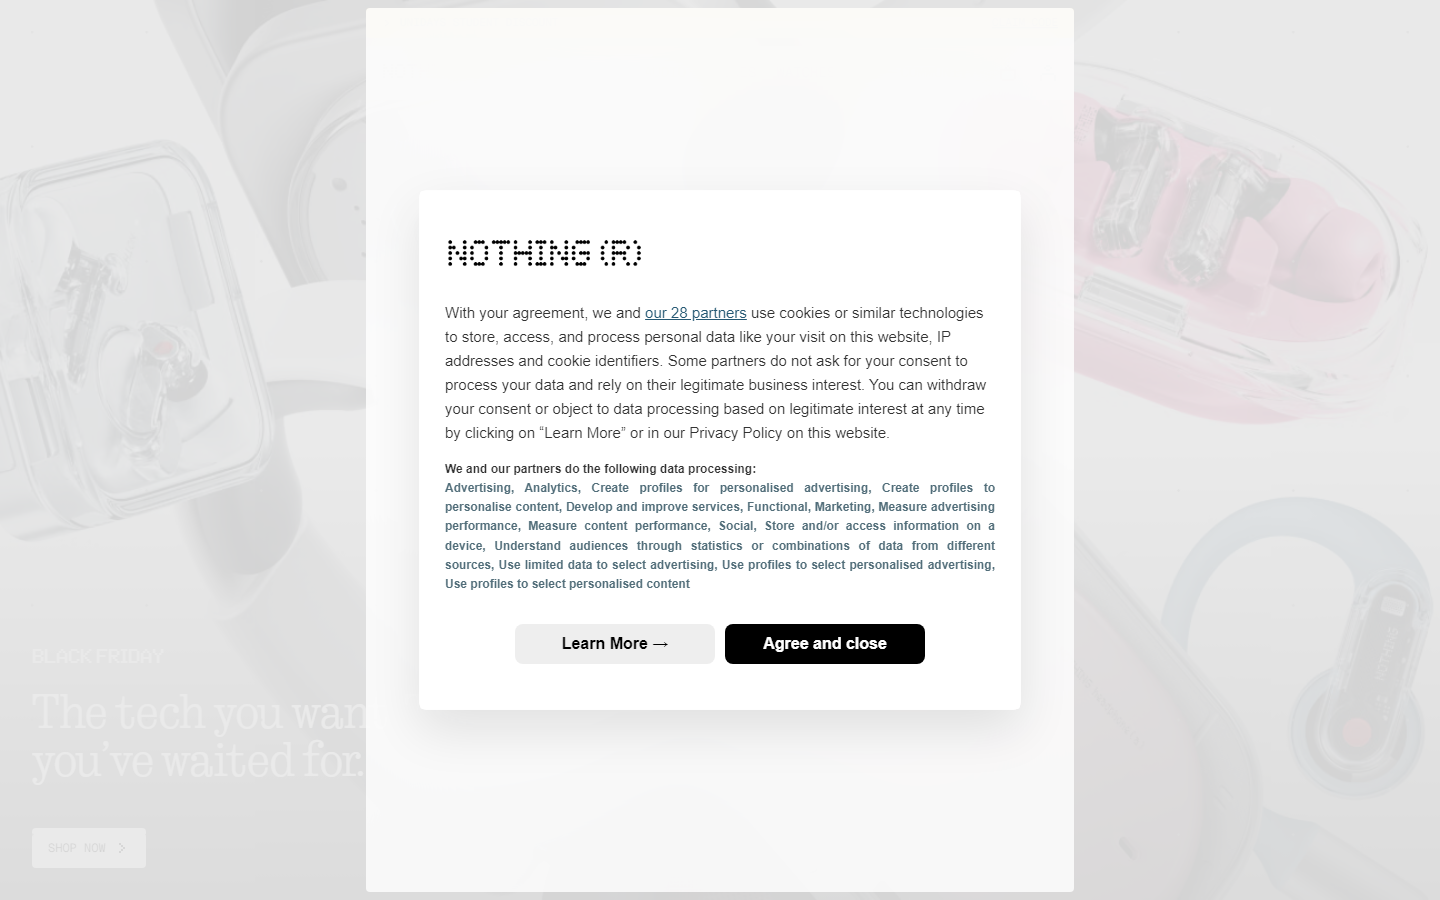 NOTHING (R)
With your agreement, we and our 28 partners use cookies or similar technologies
to store, access, and process personal data like your visit on this website, IP
addresses and cookie identifiers. Some partners do not ask for your consent to
process your data and rely on their legitimate business interest. You can withdraw
your consent or object to data processing based on legitimate interest at any time
by clicking on “Learn More” or in our Privacy Policy on this website.
We and our partners do the following data processing:
Advertising, Analytics, Create profiles for personalised advertising, Create profiles to
personalise content, Develop and improve services, Functional, Marketing, Measure advertising
performance, Measure content performance, Social, Store and/or access information on a
device, Understand audiences through statistics or combinations of data from different
sources, Use limited data to select advertising, Use profiles to select personalised advertising,
Use profiles to select personalised content
Learn More →
Agree and close
BLACK FRIDAY
The tech you wan
you’ve waited for.
SHOP NOW